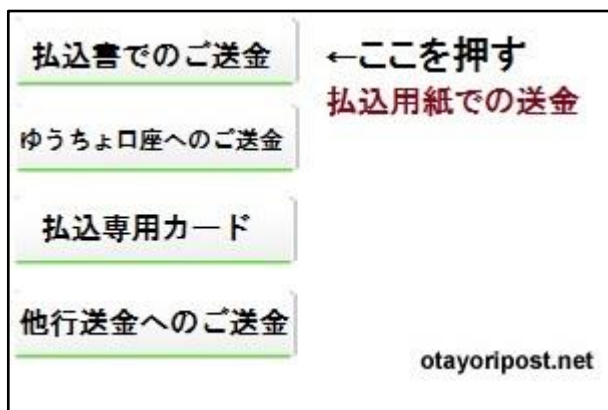 払込書でのご送金
←ここを押す
払込用紙での送金
ゆうちょ口座へのご送金
払込専用カード
他行送金へのご送金
otayoripost.net